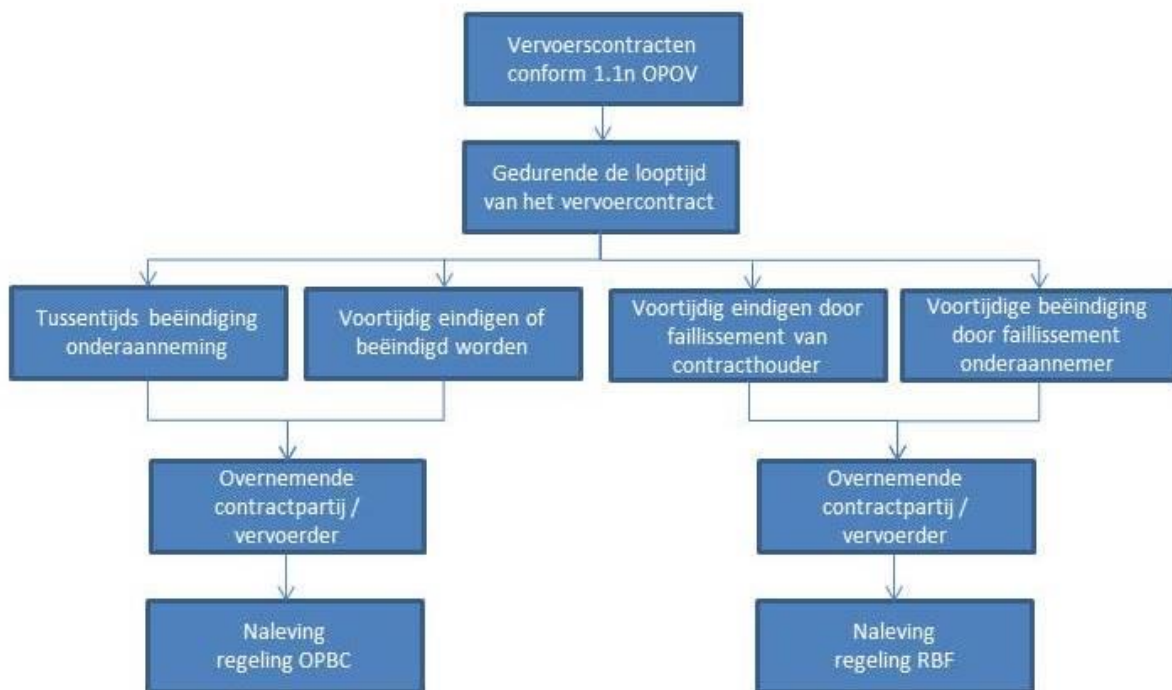 Vervoerscontracten
conform 1.1n OPOV
Gedurende de looptijd
van het vervoercontract
Tussentijds beëindiging
onderaanneming
Voortijdig eindigen of
beëindigd worden
Voortijdig eindigen door
faillissement van
contracthouder
Voortijdige beëindiging
door faillissement
onderaannemer
Overnemende
contractpartij /
vervoerder
Overnemende
contractpartij /
vervoerder
Naleving
regeling OPBC
Naleving
regeling RBF